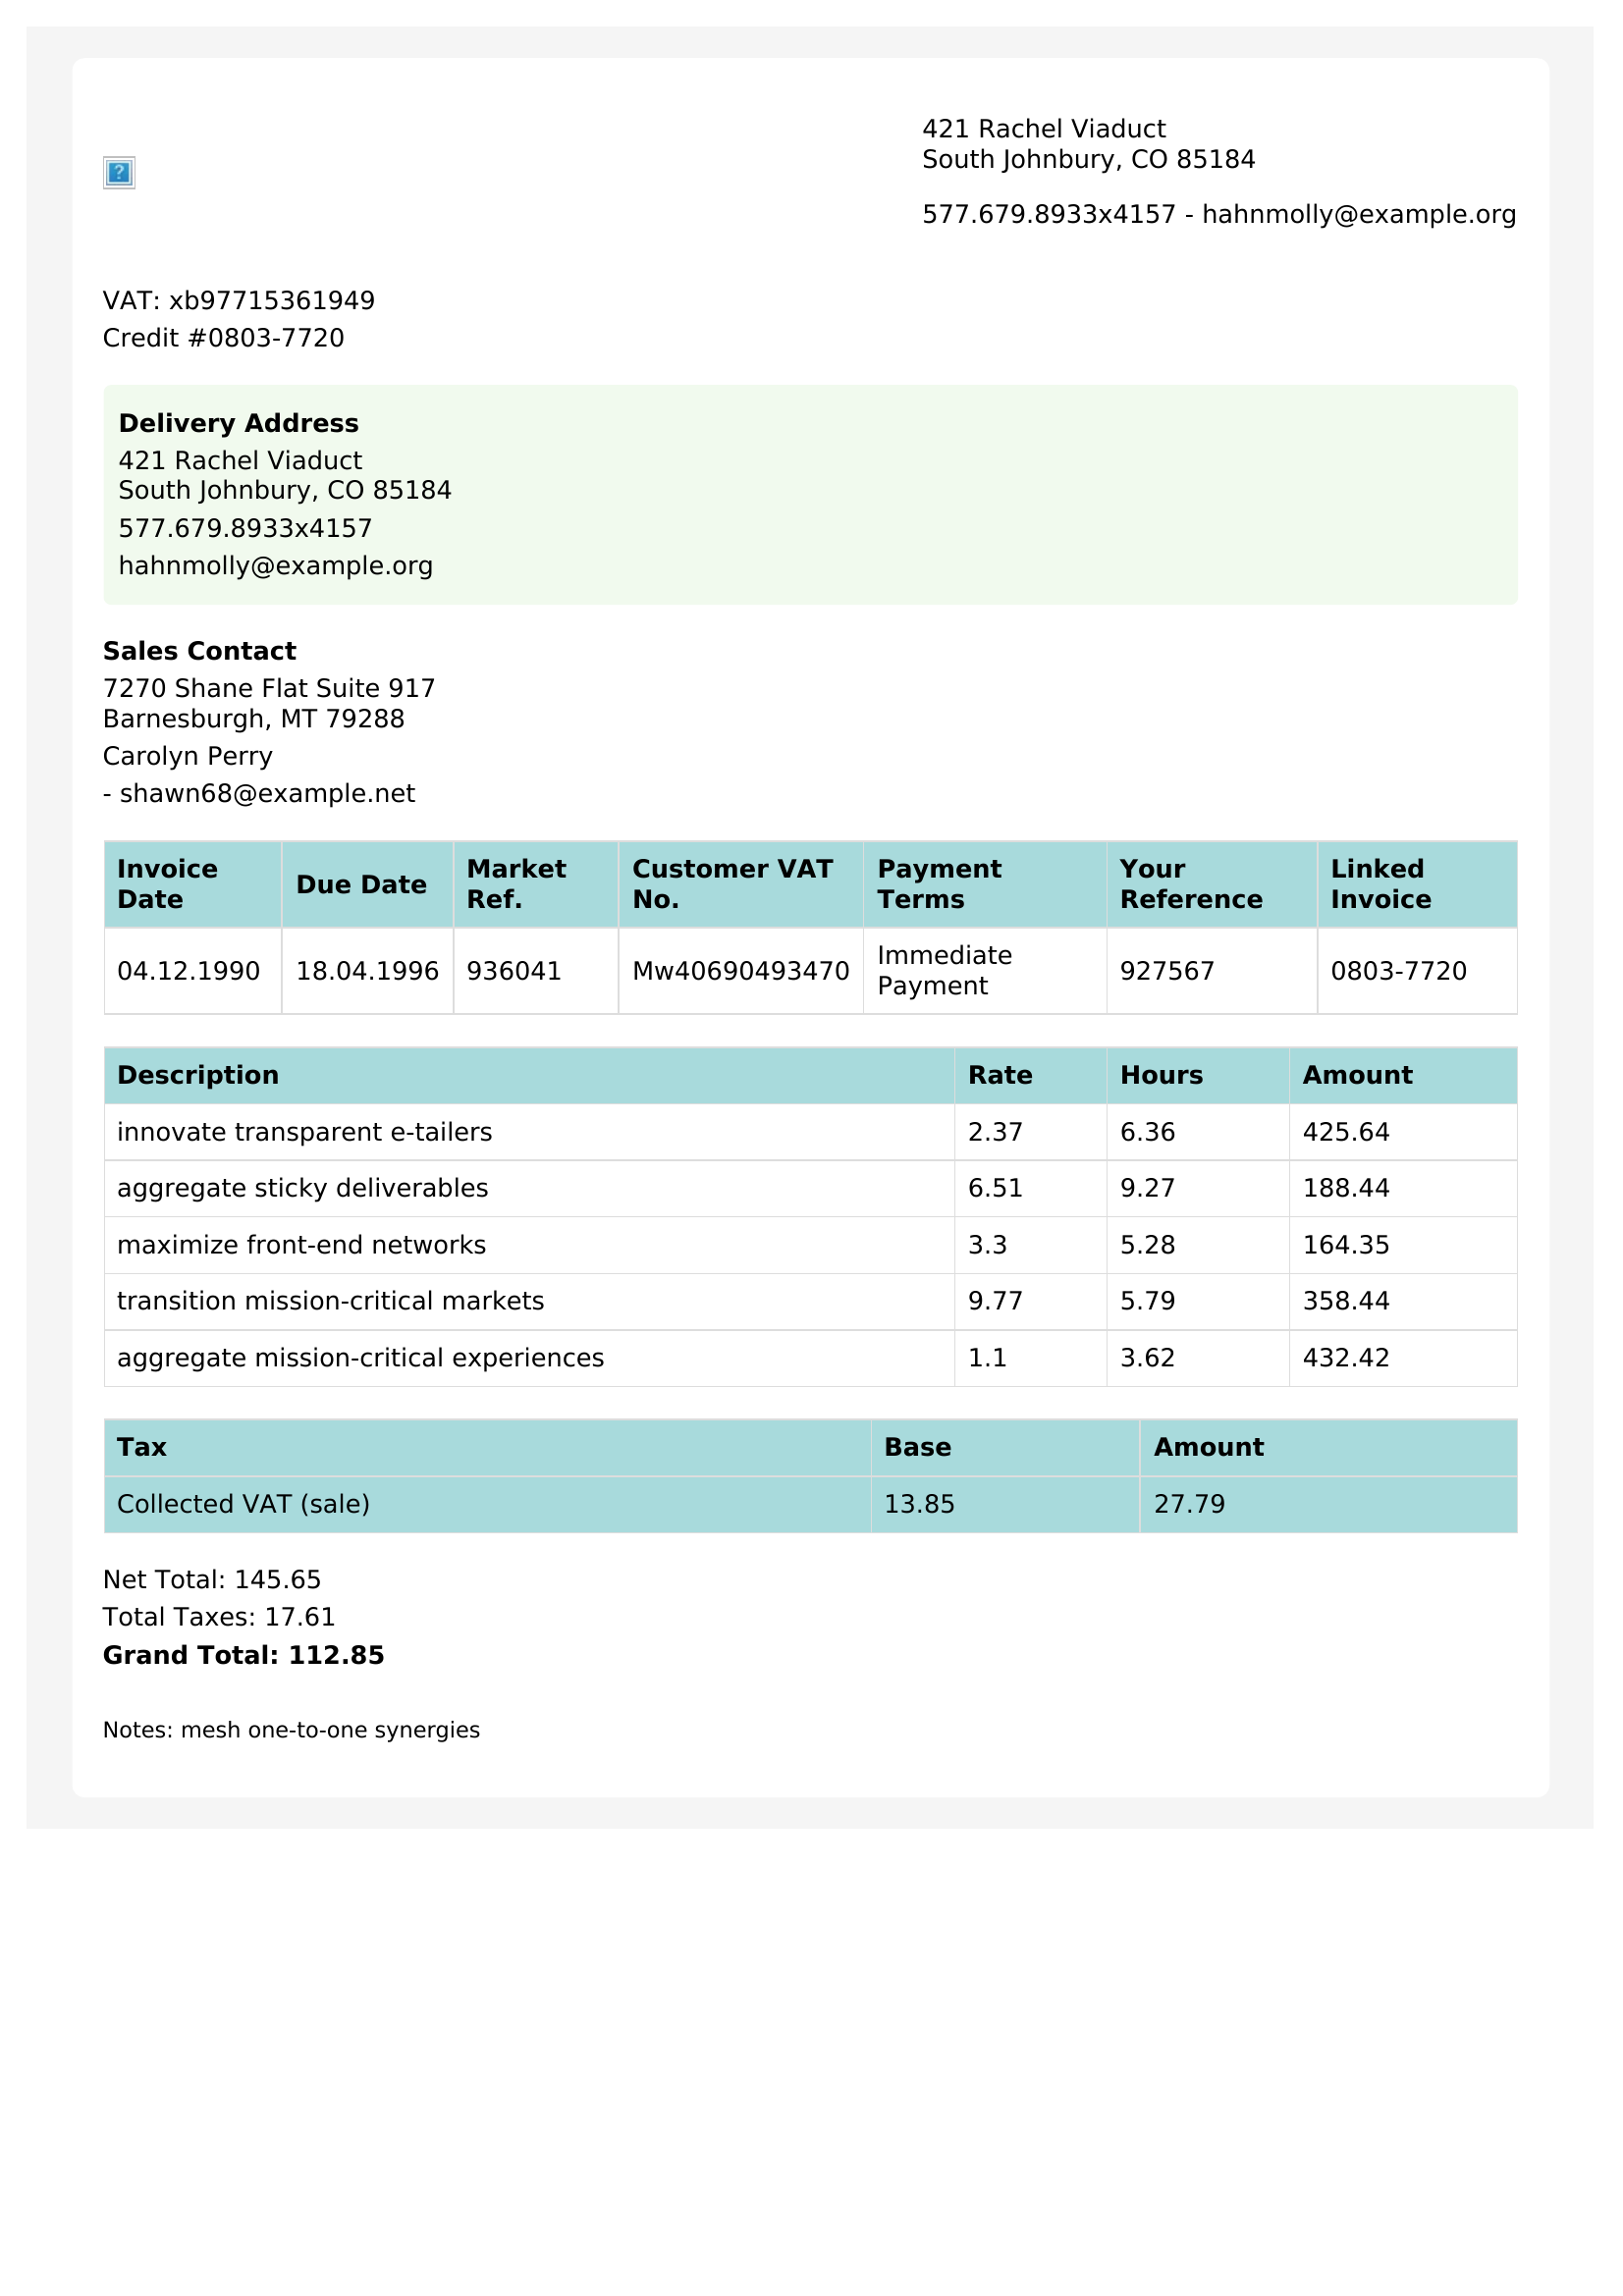 421 Rachel Viaduct
South Johnbury, CO 85184
577.679.8933x4157 - hahnmolly@example.org
VAT: xb97715361949
Credit #0803-7720
Delivery Address
421 Rachel Viaduct
South Johnbury, CO 85184
577.679.8933x4157
hahnmolly@example.org
Sales Contact
7270 Shane Flat Suite 917
Barnesburgh, MT 79288
Carolyn Perry
- shawn68@example.net
Invoice Date Due Date Market Ref. Customer VAT No. Payment Terms Your Reference Linked Invoice
04.12.1990 18.04.1996 936041 Mw40690493470 Immediate Payment 927567 0803-7720
Description Rate Hours Amount
innovate transparent e-tailers 2.37 6.36 425.64
aggregate sticky deliverables 6.51 9.27 188.44
maximize front-end networks 3.3 5.28 164.35
transition mission-critical markets 9.77 5.79 358.44
aggregate mission-critical experiences 1.1 3.62 432.42
Tax Base Amount
Collected VAT (sale) 13.85 27.79
Net Total: 145.65
Total Taxes: 17.61
Grand Total: 112.85
Notes: mesh one-to-one synergies